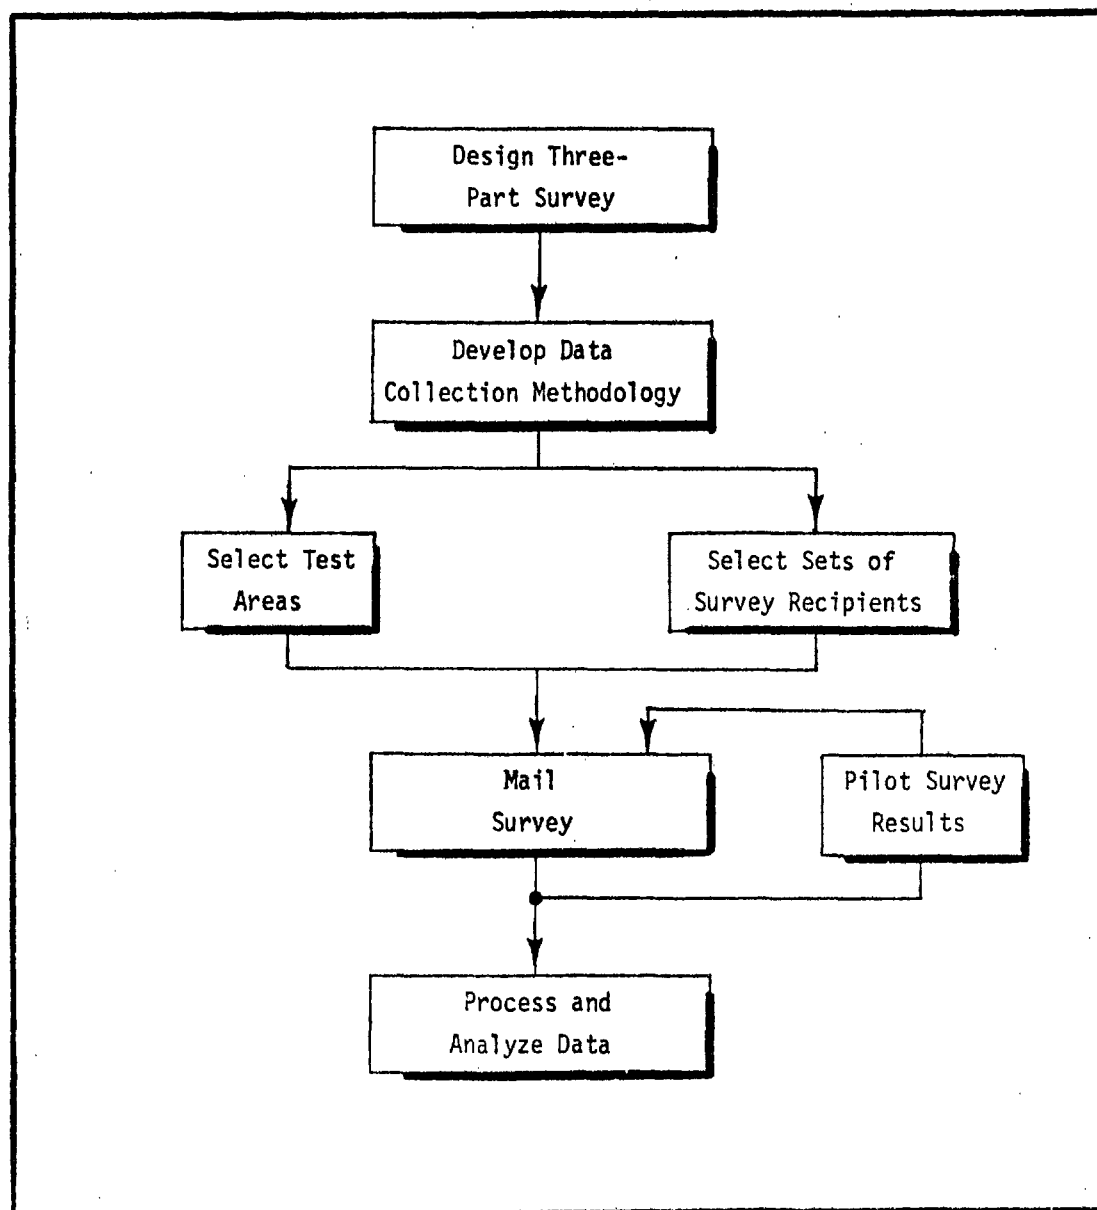 Design Three-
Part Survey
Develop Data
Collection Methodology
Select Test
Areas
Select Sets of
Survey Recipients
Mail
Survey
Pilot Survey
Results
Process and
Analyze Data